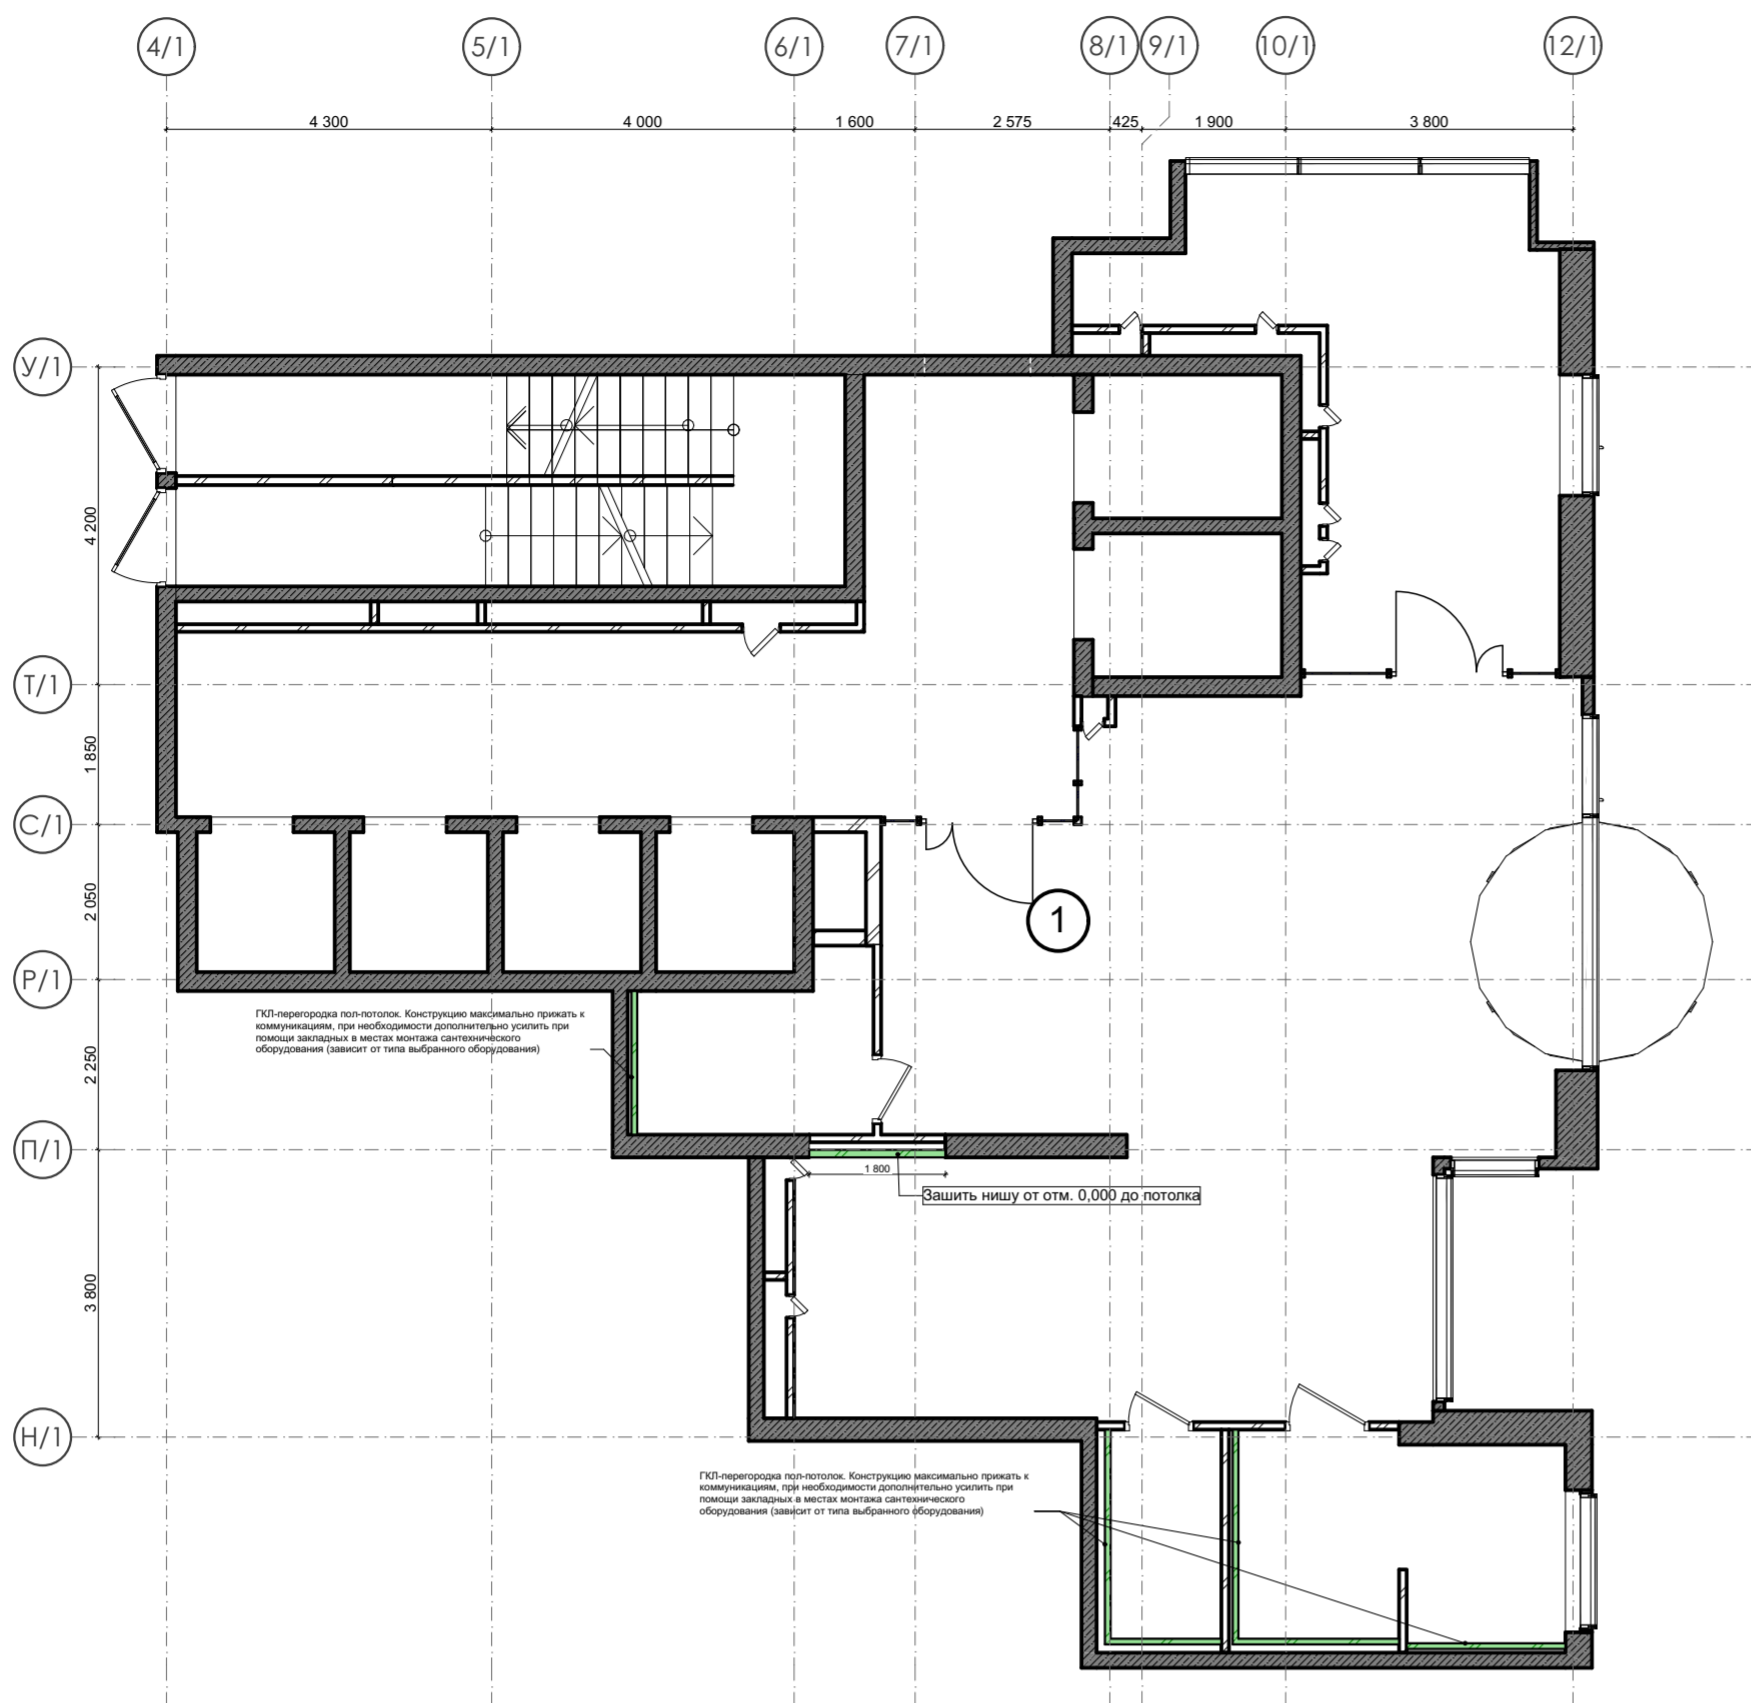 4/1
5/1
6/1
7/1
8/1
9/1
10/1
12/1
4 300
4 000
1 600
2 575
425
1 900
3 800
У/1
4 200
Т/1
1 850
С/1
2 050
1
Р/1
ГКЛ-перегородка пол-потолок. Конструкцию максимально прижать к
коммуникациям, при необходимости дополнительно усилить при
помощи закладных в местах монтажа сантехнического
оборудования (зависит от типа выбранного оборудования)
2 250
П/1
1 800
Зашить нишу от отм. 0,000 до потолка
3 800
Н/1
ГКЛ-перегородка пол-потолок. Конструкцию максимально прижать к
коммуникациям, при необходимости дополнительно усилить при
помощи закладных в местах монтажа сантехнического
оборудования (зависит от типа выбранного оборудования)